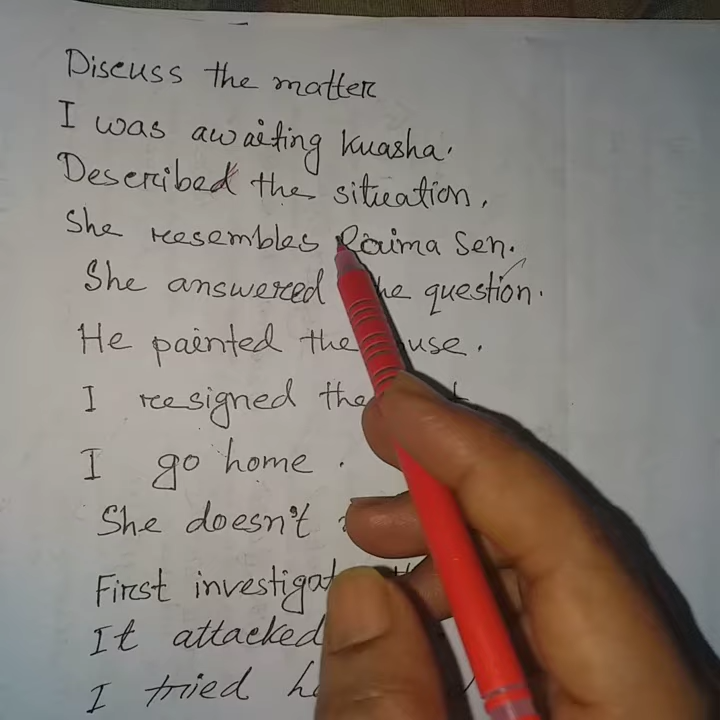 Discuss the matter
I was awaiting Kuasha.
Described the situation.
She resembles Raima Sen.
She answered the question.
He painted the
I resigned the
I go home.
She doesn't
First
It attacked
I tried